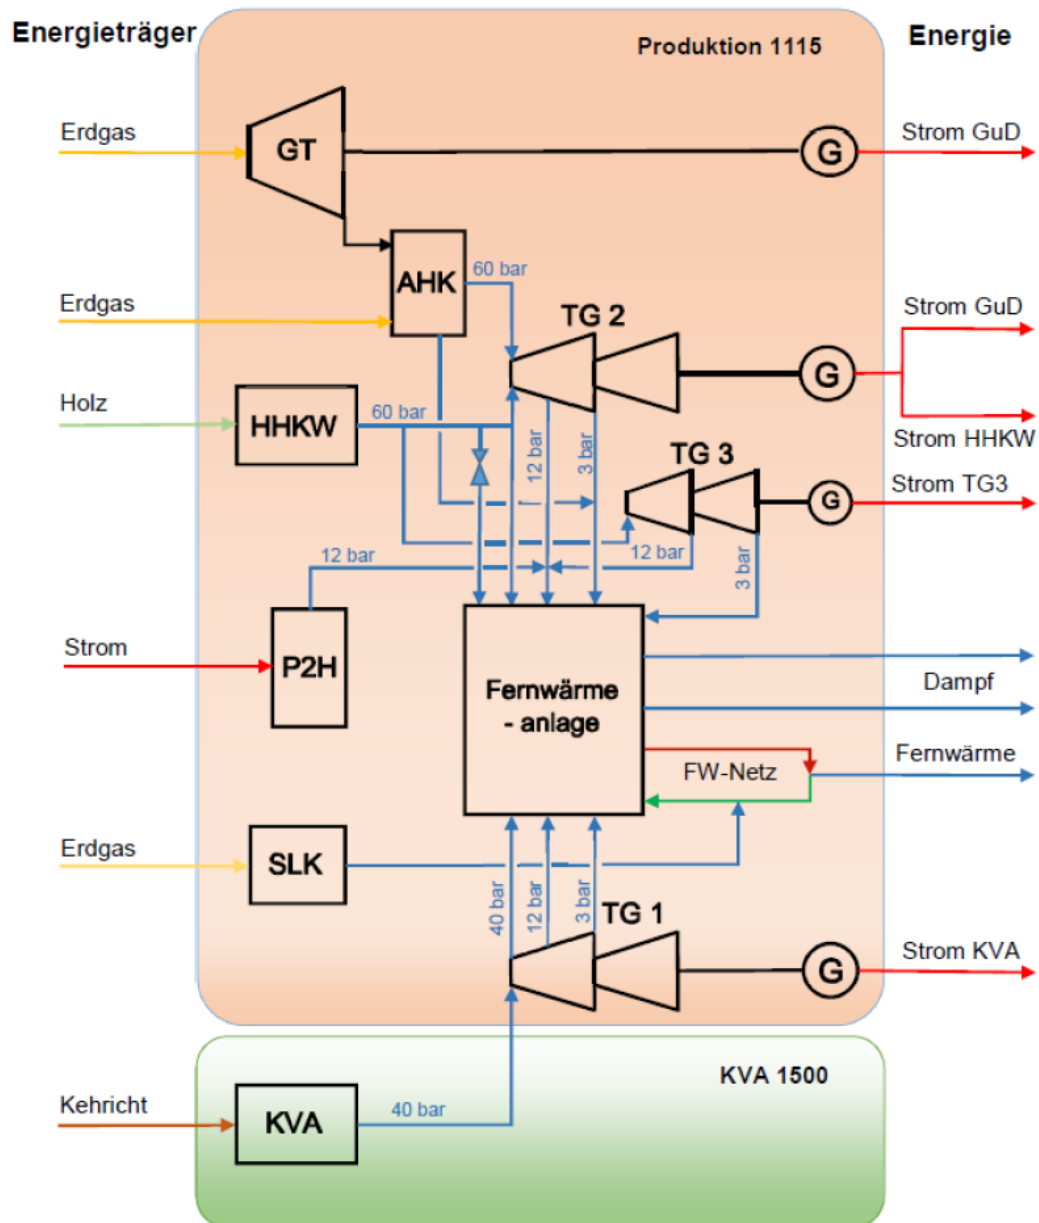 Energieträger
Produktion 1115
Energie
Erdgas
GT
G
Strom GuD
AHK
60 bar
Erdgas
TG 2
Strom GuD
G
Holz
HHKW
60 bar
Strom HHKW
12 bar
3 bar
TG 3
Strom TG3
G
12 bar
12 bar
3 bar
Strom
P2H
Fernwärme
- anlage
Dampf
FW-Netz
Fernwärme
Erdgas
SLK
40 bar
12 bar
3 bar
TG 1
G
Strom KVA
KVA 1500
Kehricht
KVA
40 bar